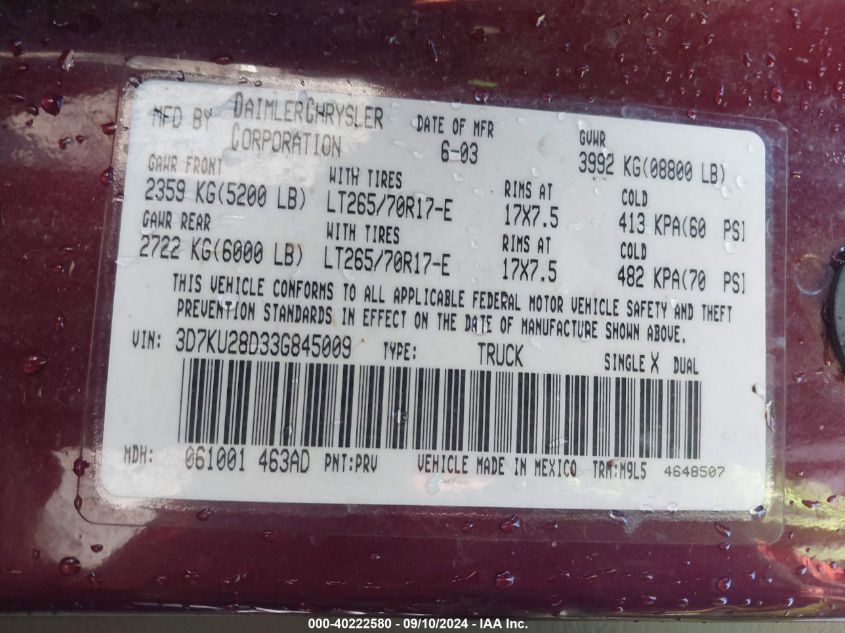 MFD BY DAIMLERCHRYSLER CORPORATION DATE OF MFR 6-03 GVWR 3992 KG(08800 LB)
GAWR FRONT WITH TIRES RIMS AT COLD
2359 KG(5200 LB) LT265/70R17-E 17X7.5 413 KPA(60 PSI
GAWR REAR WITH TIRES RIMS AT COLD
2722 KG(6000 LB) LT265/70R17-E 17X7.5 482 KPA(70 PSI
THIS VEHICLE CONFORMS TO ALL APPLICABLE FEDERAL MOTOR VEHICLE SAFETY AND THEFT
PREVENTION STANDARDS IN EFFECT ON THE DATE OF MANUFACTURE SHOWN ABOVE.
VIN: 3D7KU28D33G845009 TYPE: TRUCK SINGLE X DUAL
MDH: 061001 463AD PNT:PRV VEHICLE MADE IN MEXICO TRM:M9L5 4648507
000-40222580 - 09/10/2024 - IAA Inc.